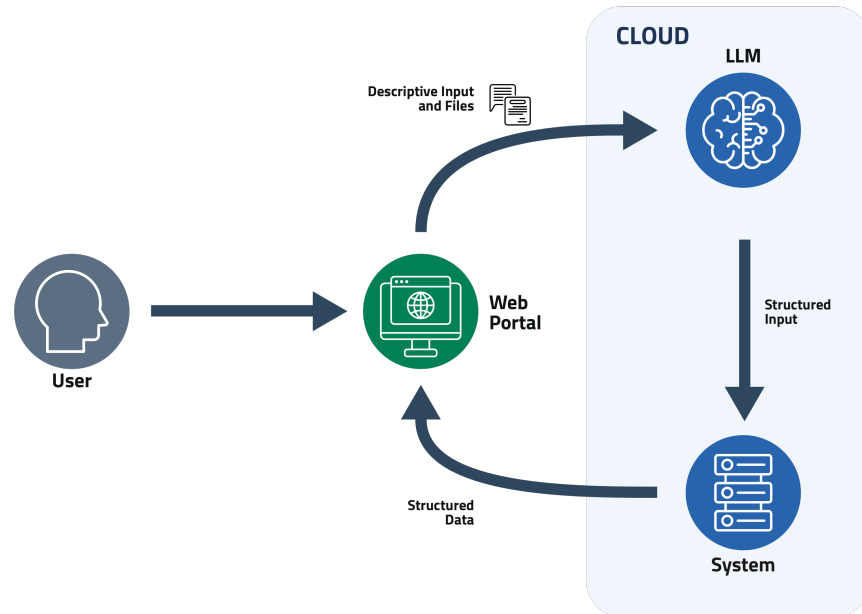 CLOUD
LLM
Descriptive Input
and Files
Web
Portal
Structured
Input
User
Structured
Data
System